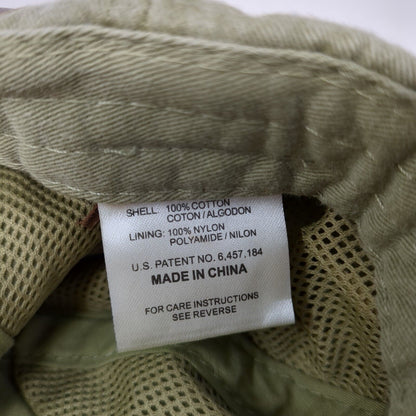 SHELL: 100% COTTON
COTON / ALGODON
LINING: 100% NYLON
POLYAMIDE / NILON
U.S. PATENT NO. 6,457,184
MADE IN CHINA
FOR CARE INSTRUCTIONS
SEE REVERSE